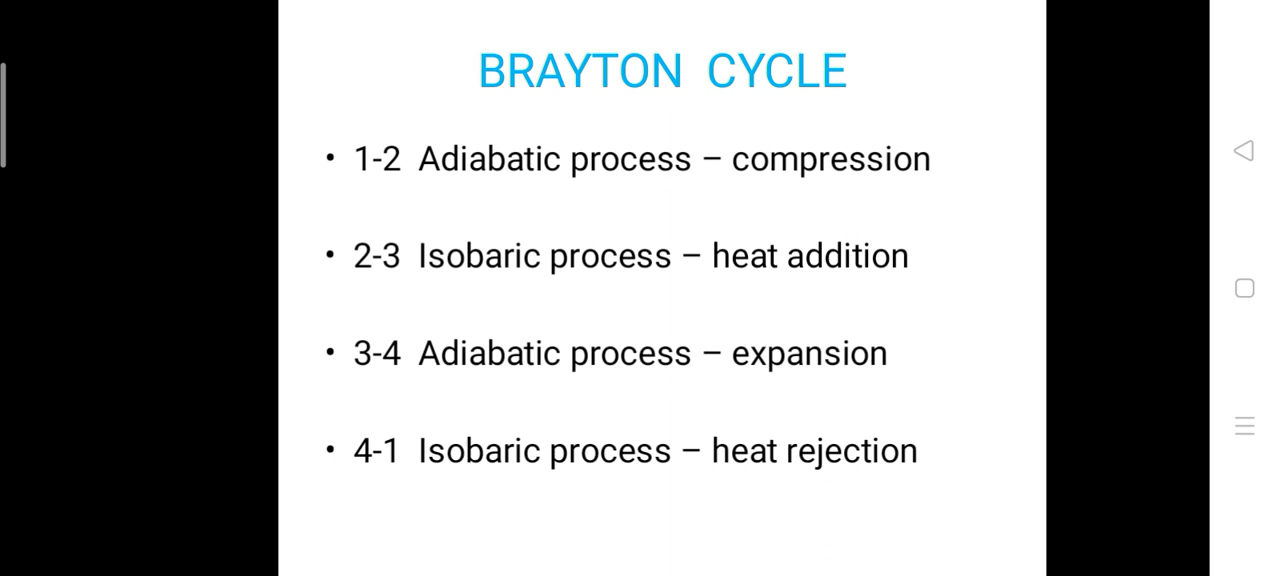 BRAYTON CYCLE
• 1-2 Adiabatic process – compression
• 2-3 Isobaric process – heat addition
• 3-4 Adiabatic process – expansion
• 4-1 Isobaric process – heat rejection